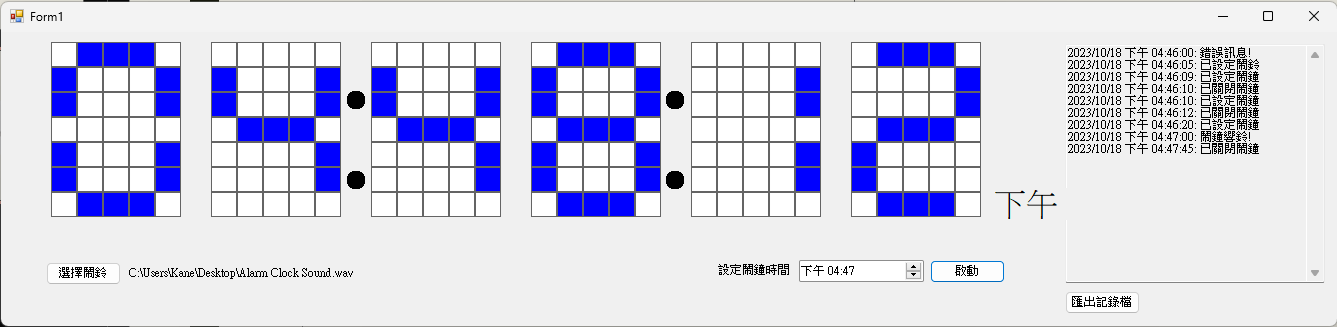 Form1
04:48:12
下午
2023/10/18 下午 04:46:00: 錯誤訊息!
2023/10/18 下午 04:46:05: 已設定鬧鈴
2023/10/18 下午 04:46:09: 已設定鬧鐘
2023/10/18 下午 04:46:10: 已關閉鬧鐘
2023/10/18 下午 04:46:10: 已設定鬧鐘
2023/10/18 下午 04:46:12: 已關閉鬧鐘
2023/10/18 下午 04:46:20: 已設定鬧鐘
2023/10/18 下午 04:47:00: 鬧鐘響鈴!
2023/10/18 下午 04:47:45: 已關閉鬧鐘
選擇鬧鈴
C:\Users\Kane\Desktop\Alarm Clock Sound.wav
設定鬧鐘時間
下午 04:47
啟動
匯出記錄檔